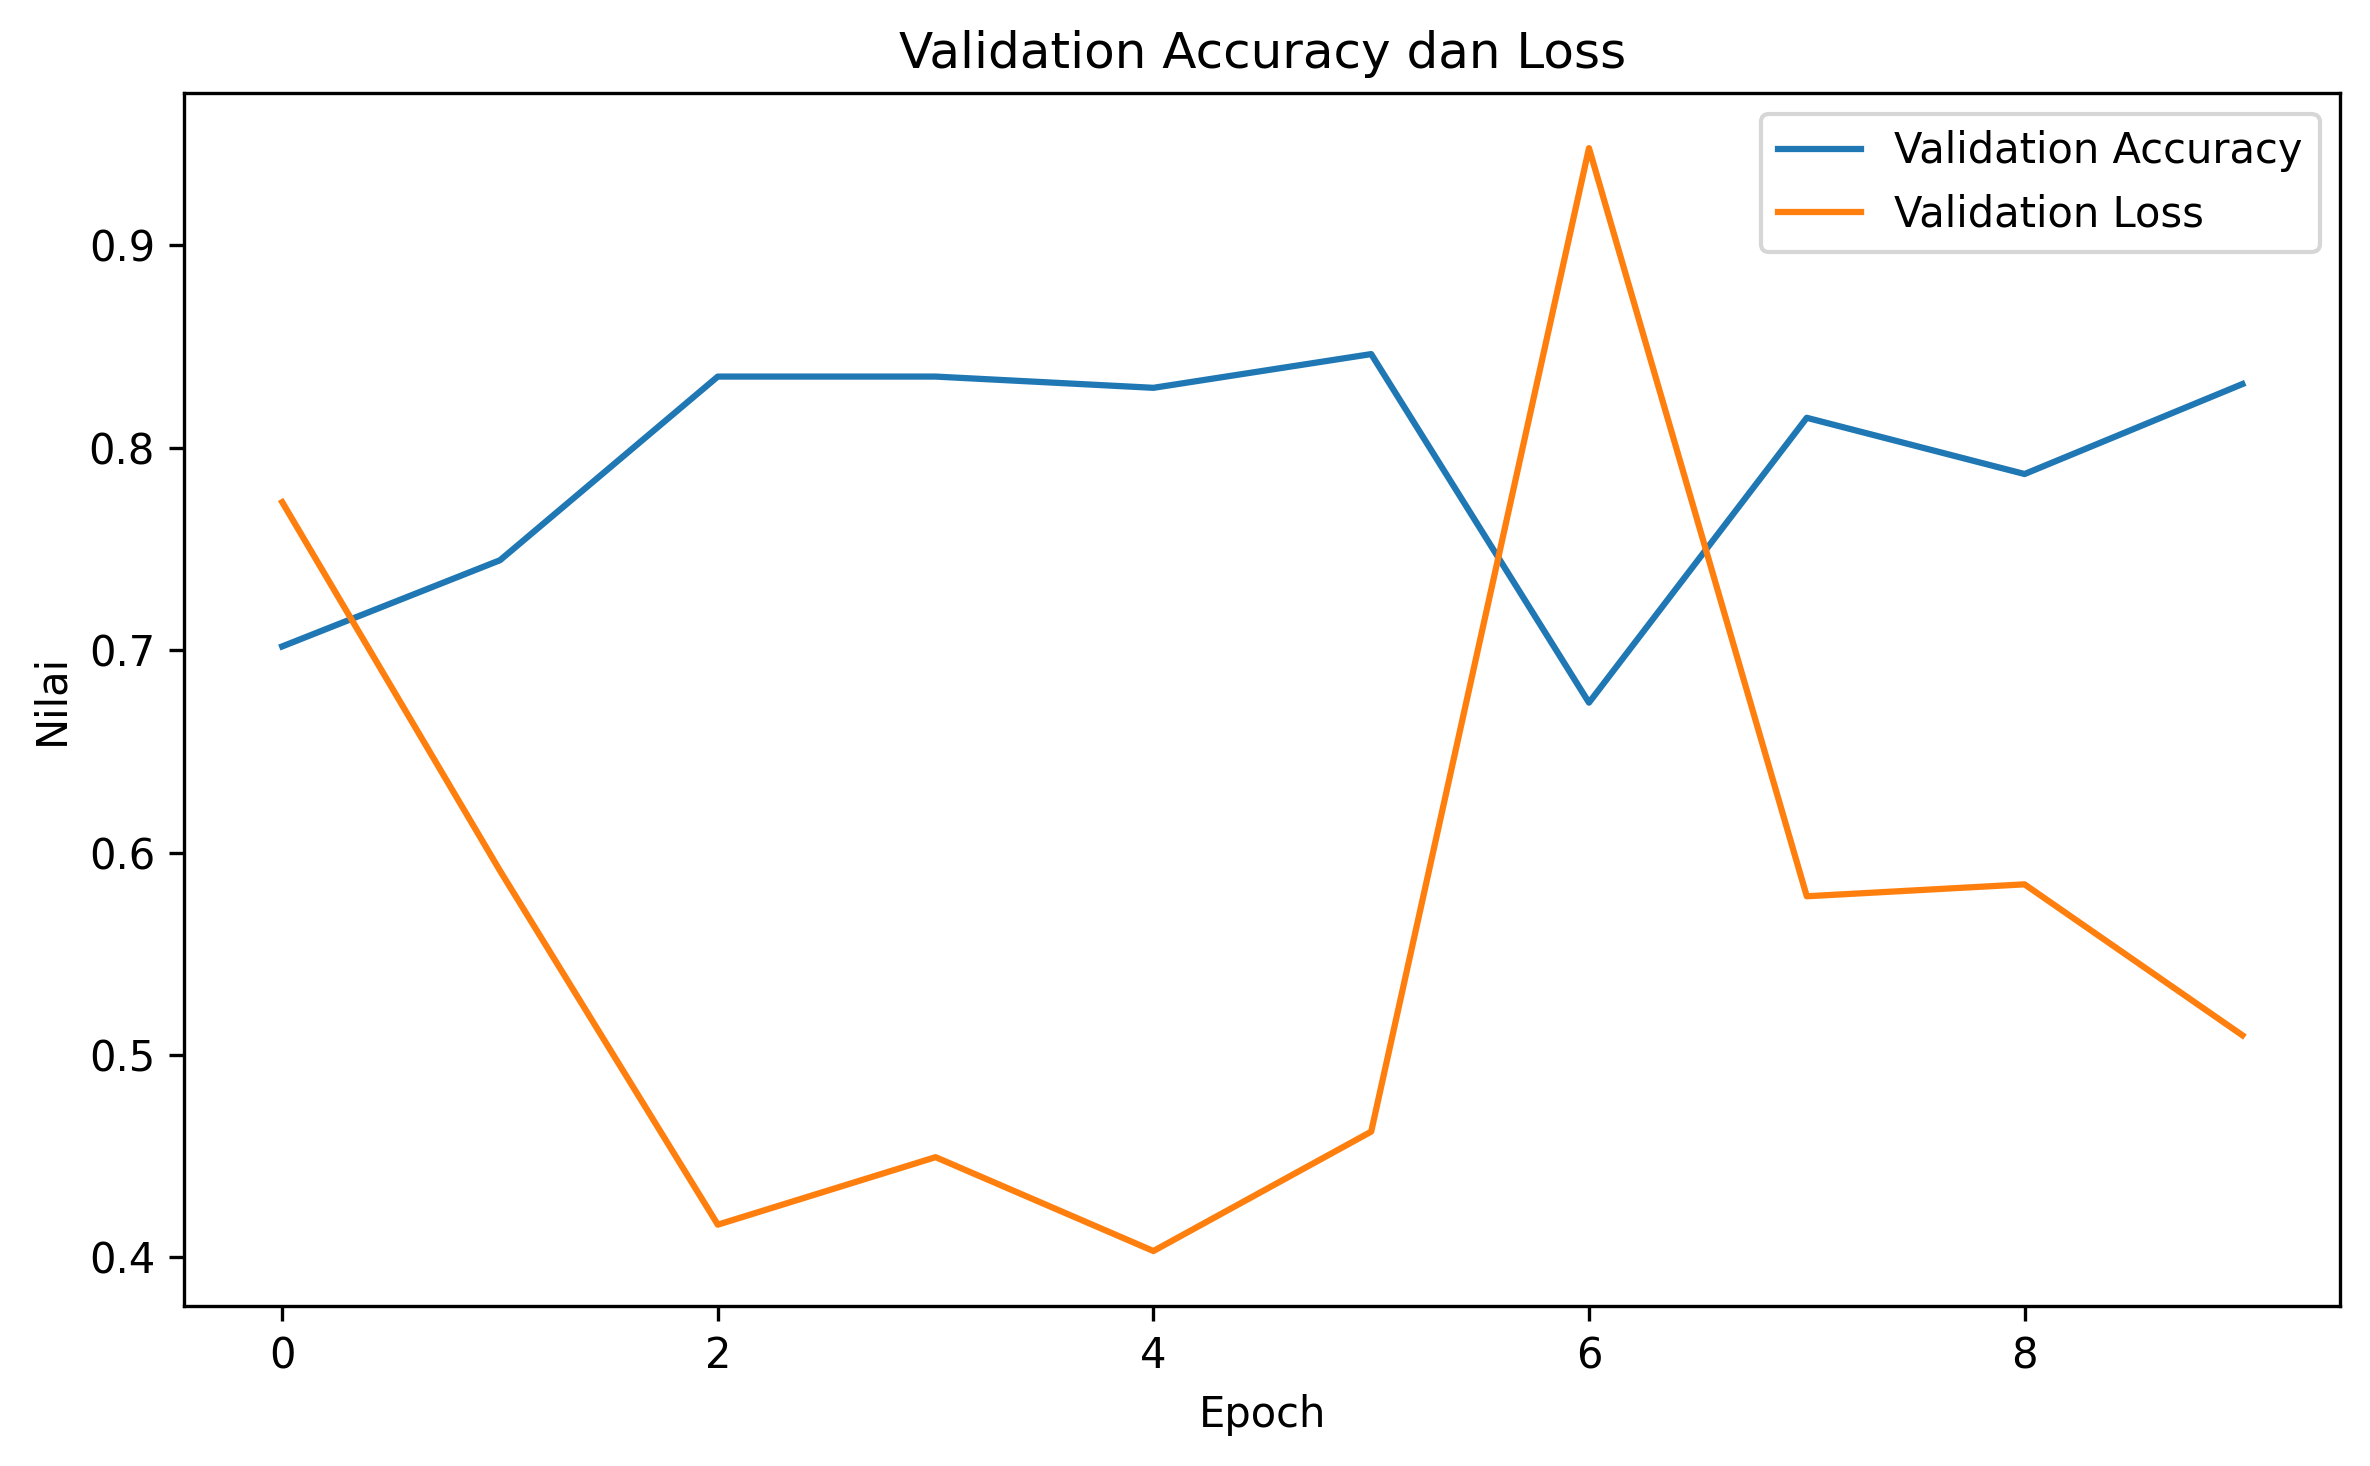 Validation Accuracy dan Loss
Validation Accuracy
Validation Loss
0.9
0.8
0.7
0.6
0.5
0.4
Nilai
0 2 4 6 8
Epoch